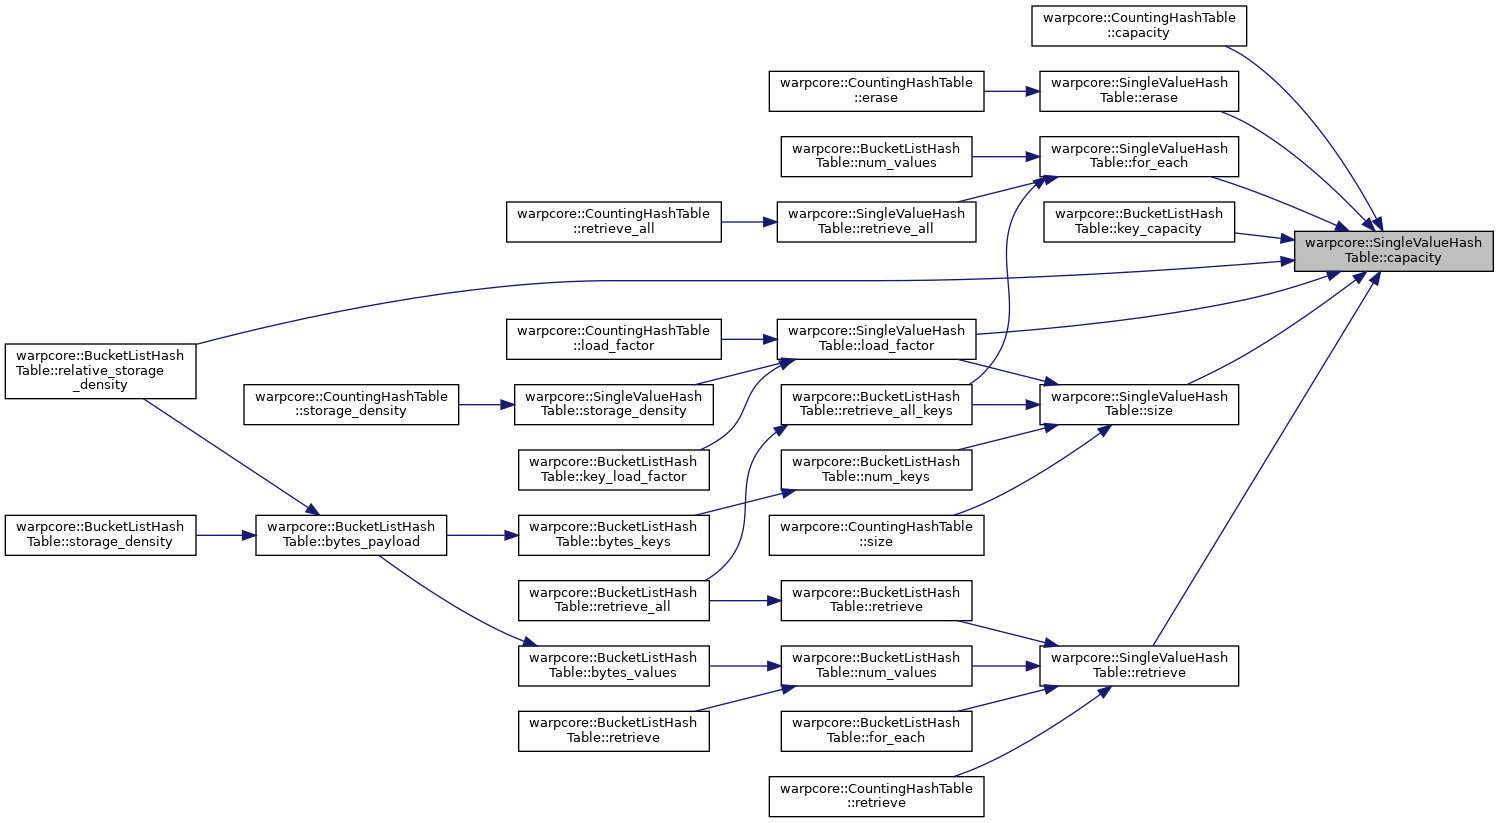 warpcore::CountingHashTable
::capacity
warpcore::CountingHashTable
::erase
warpcore::SingleValueHash
Table::erase
warpcore::BucketListHash
Table::num_values
warpcore::SingleValueHash
Table::for_each
warpcore::CountingHashTable
::retrieve_all
warpcore::SingleValueHash
Table::retrieve_all
warpcore::BucketListHash
Table::key_capacity
warpcore::SingleValueHash
Table::capacity
warpcore::CountingHashTable
::load_factor
warpcore::SingleValueHash
Table::load_factor
warpcore::BucketListHash
Table::relative_storage
_density
warpcore::CountingHashTable
::storage_density
warpcore::SingleValueHash
Table::storage_density
warpcore::BucketListHash
Table::retrieve_all_keys
warpcore::SingleValueHash
Table::size
warpcore::BucketListHash
Table::key_load_factor
warpcore::BucketListHash
Table::num_keys
warpcore::BucketListHash
Table::storage_density
warpcore::BucketListHash
Table::bytes_payload
warpcore::BucketListHash
Table::bytes_keys
warpcore::CountingHashTable
::size
warpcore::BucketListHash
Table::retrieve_all
warpcore::BucketListHash
Table::retrieve
warpcore::BucketListHash
Table::bytes_values
warpcore::BucketListHash
Table::num_values
warpcore::SingleValueHash
Table::retrieve
warpcore::BucketListHash
Table::retrieve
warpcore::BucketListHash
Table::for_each
warpcore::CountingHashTable
::retrieve